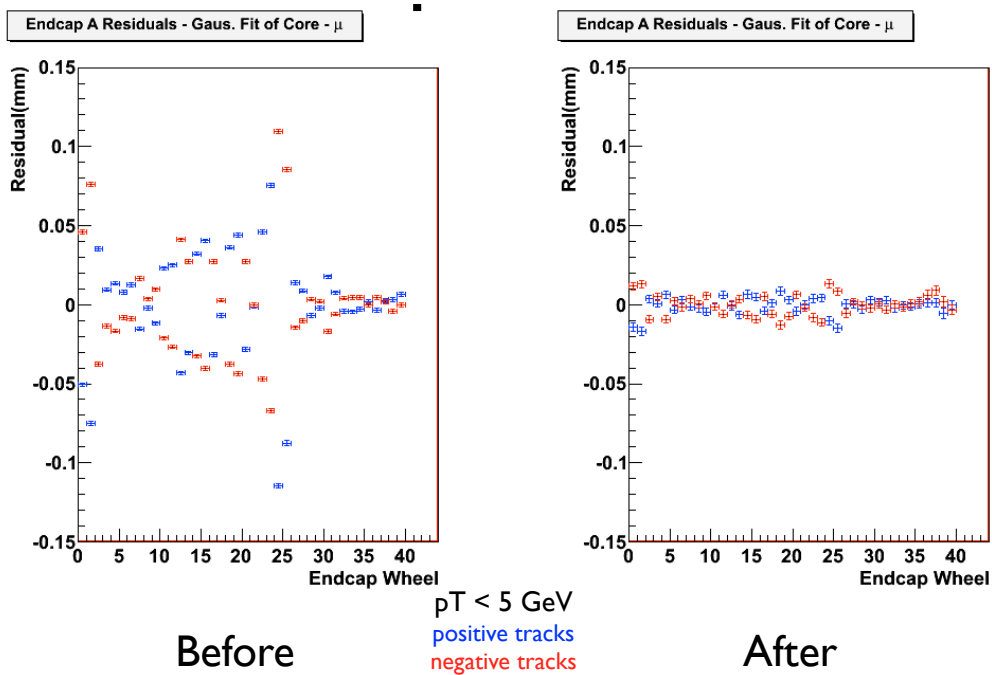 Endcap A Residuals - Gaus. Fit of Core - μ
Residual(mm)
0.15
0.1
0.05
0
-0.05
-0.1
-0.15
0 5 10 15 20 25 30 35 40
Endcap Wheel
Endcap A Residuals - Gaus. Fit of Core - μ
Residual(mm)
0.15
0.1
0.05
0
-0.05
-0.1
-0.15
0 5 10 15 20 25 30 35 40
Endcap Wheel
pT < 5 GeV
positive tracks
negative tracks
Before
After